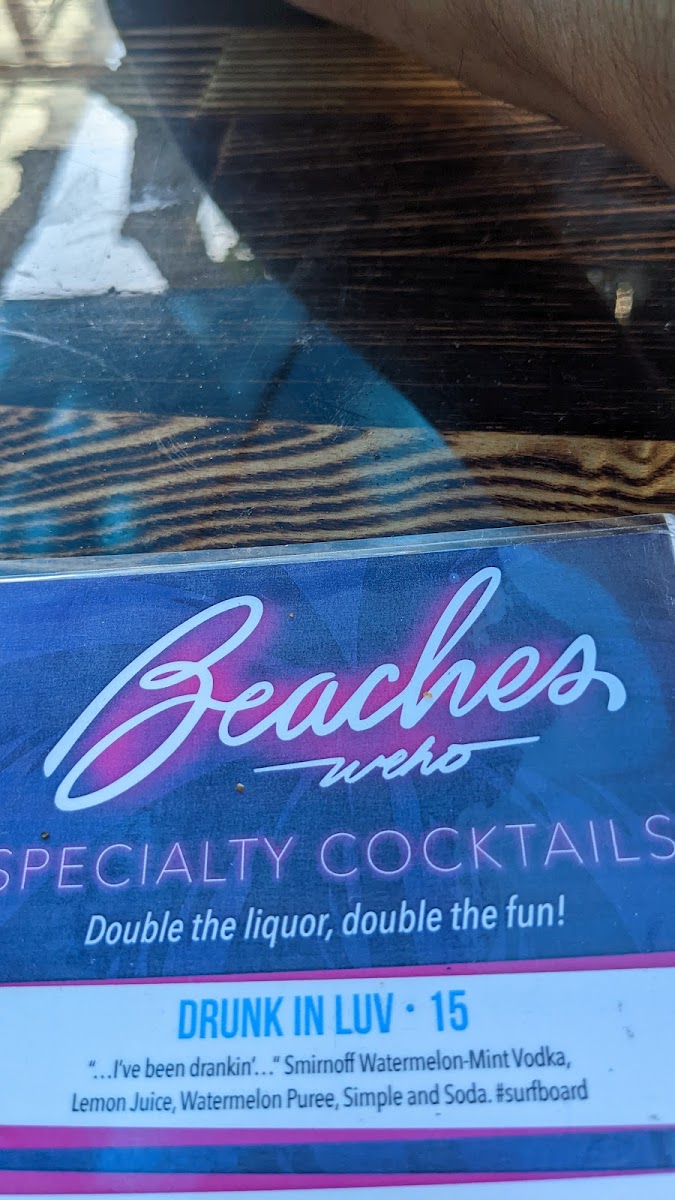 Beaches
weho
SPECIALTY COCKTAILS
Double the liquor, double the fun!
DRUNK IN LUV · 15
“...I’ve been drankin’...“ Smirnoff Watermelon-Mint Vodka,
Lemon Juice, Watermelon Puree, Simple and Soda. #surfboard